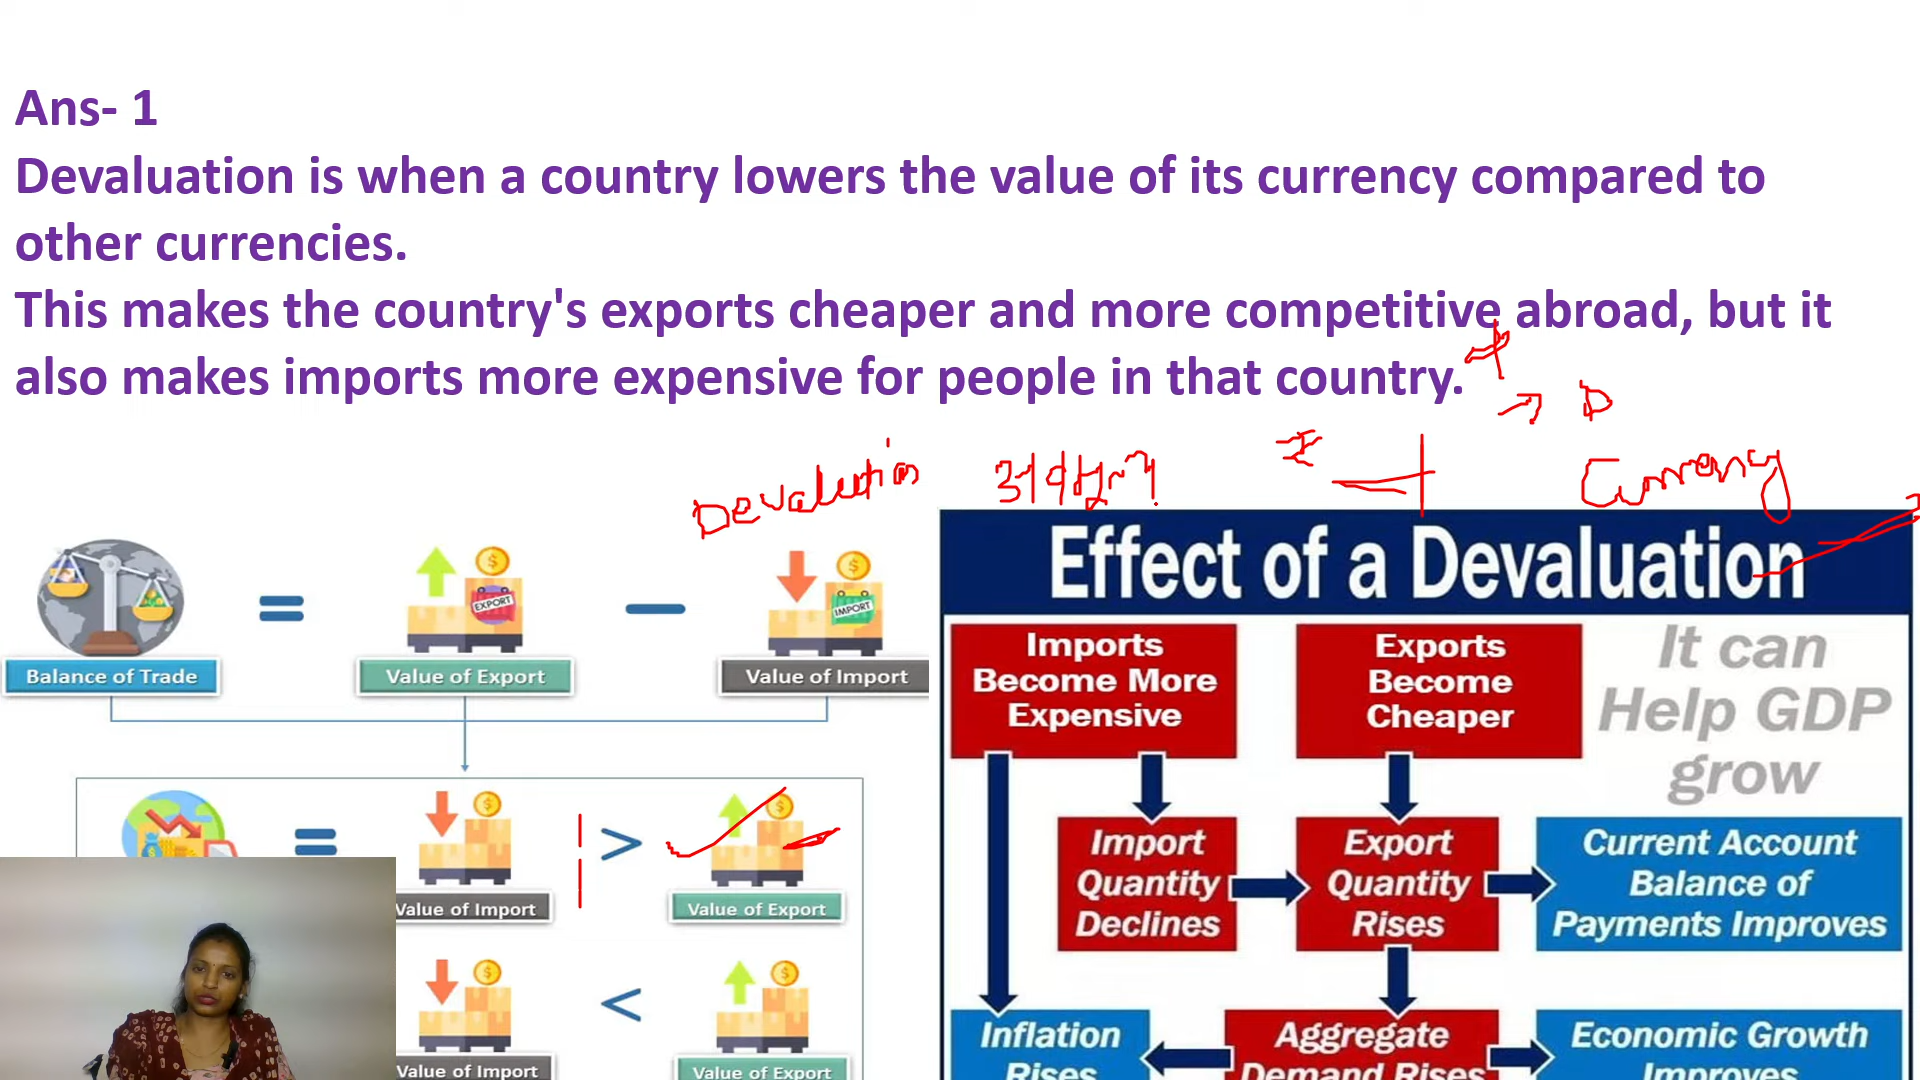 Ans- 1
Devaluation is when a country lowers the value of its currency compared to
other currencies.
This makes the country's exports cheaper and more competitive abroad, but it
also makes imports more expensive for people in that country.
→ D
Devaluation
₹
Currency
Balance of Trade
=
Value of Export
EXPORT
−
Value of Import
IMPORT
=
Value of Import
>
Value of Export
Value of Import
<
Value of Export
Effect of a Devaluation
Imports
Become More
Expensive
Exports
Become
Cheaper
It can
Help GDP
grow
Import
Quantity
Declines
Export
Quantity
Rises
Current Account
Balance of
Payments Improves
Inflation
Rises
Aggregate
Demand Rises
Economic Growth
Improves